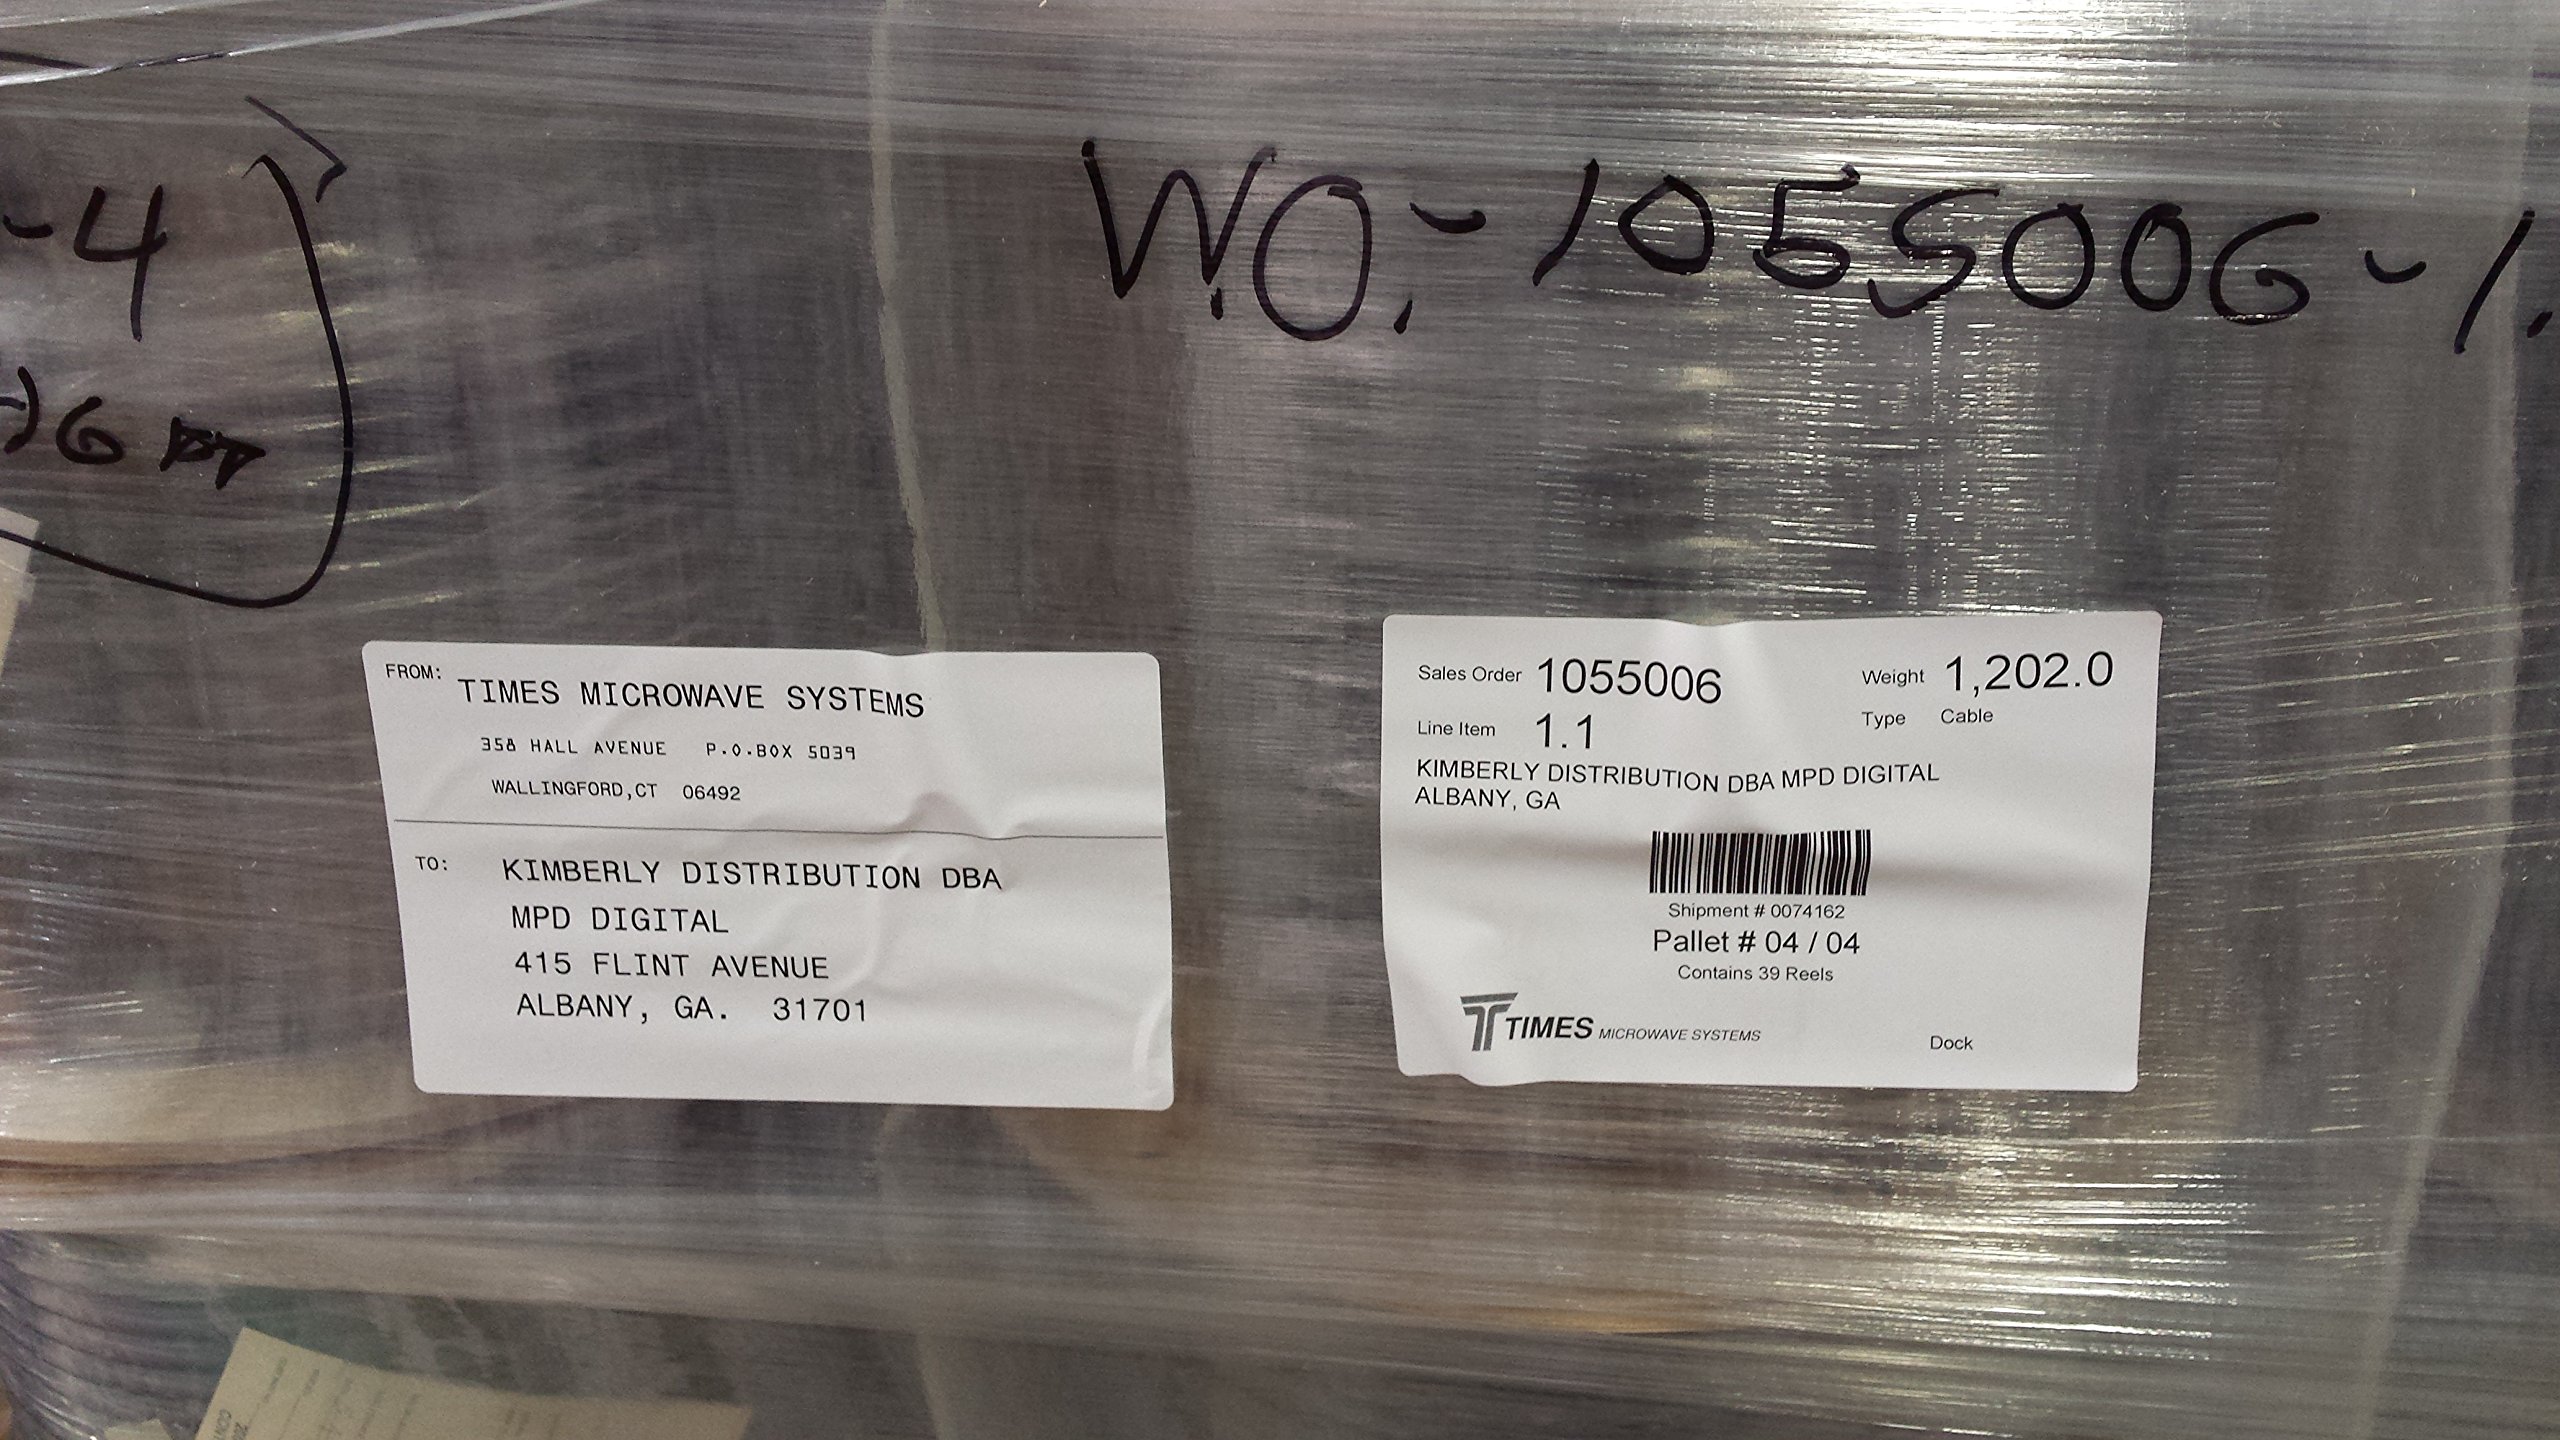 -4
26
W.O.-1055006-1.
FROM: TIMES MICROWAVE SYSTEMS
358 HALL AVENUE P.O.BOX 5039
WALLINGFORD,CT 06492
TO: KIMBERLY DISTRIBUTION DBA
MPD DIGITAL
415 FLINT AVENUE
ALBANY, GA. 31701
Sales Order 1055006 Weight 1,202.0
Line Item 1.1 Type Cable
KIMBERLY DISTRIBUTION DBA MPD DIGITAL
ALBANY, GA
Shipment # 0074162
Pallet # 04 / 04
Contains 39 Reels
TIMES MICROWAVE SYSTEMS
Dock